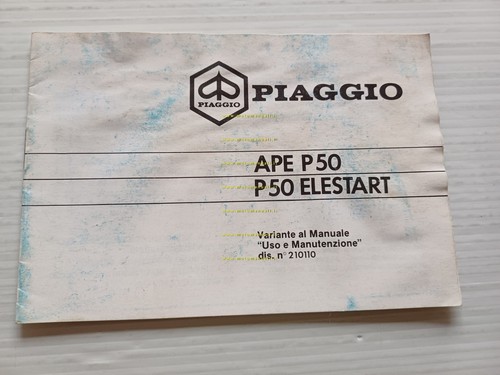 PIAGGIO
PIAGGIO
APE P50
P50 ELESTART
Variante al Manuale
"Uso e Manutenzione"
dis. n° 210110